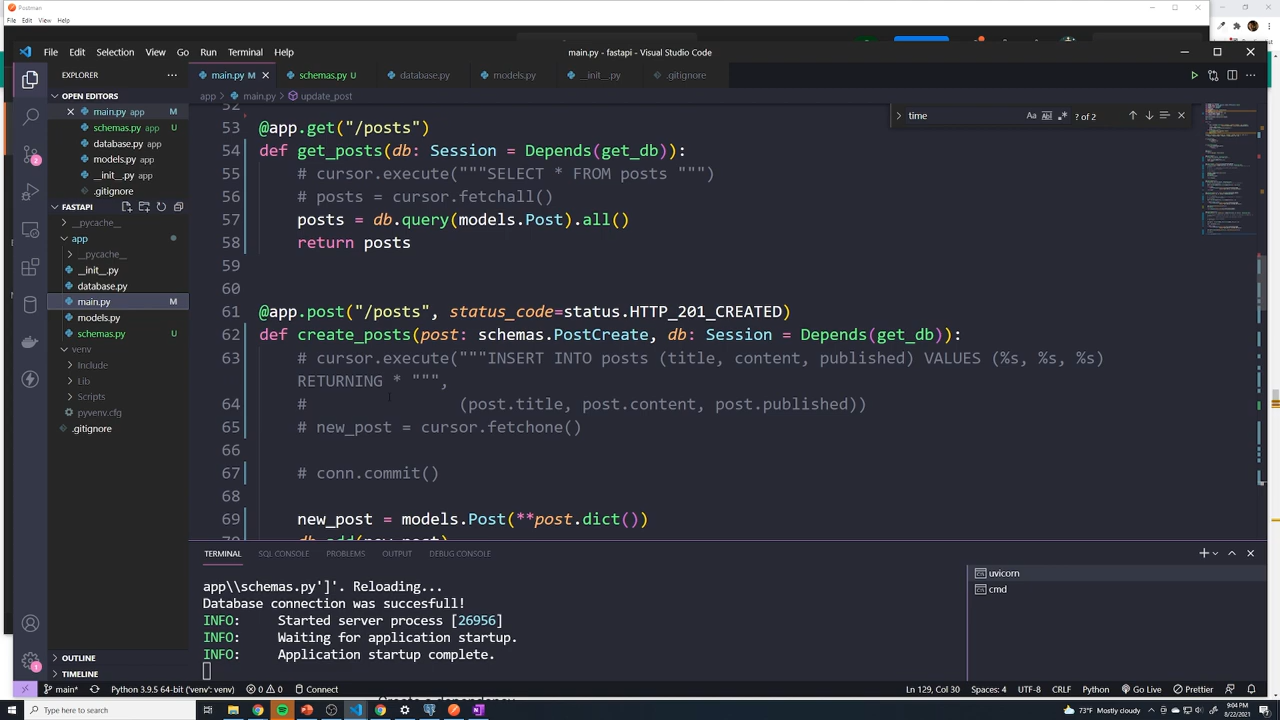 Postman
File Edit View Help
File Edit Selection View Go Run Terminal Help
main.py - fastapi - Visual Studio Code
EXPLORER
main.py M
schemas.py U
database.py
models.py
__init__.py
.gitignore
OPEN EDITORS
app > main.py > update_post
main.py app M
schemas.py app U
database.py app
models.py app
__init__.py app
.gitignore
time
Aa
? of 2
FASTAPI
__pycache__
app
__pycache__
__init__.py
database.py
main.py M
models.py
schemas.py U
venv
Include
Lib
Scripts
pyvenv.cfg
.gitignore
OUTLINE
TIMELINE
52
53 @app.get("/posts")
54 def get_posts(db: Session = Depends(get_db)):
55 # cursor.execute("""SELECT * FROM posts """)
56 # posts = cursor.fetchall()
57 posts = db.query(models.Post).all()
58 return posts
59
60
61 @app.post("/posts", status_code=status.HTTP_201_CREATED)
62 def create_posts(post: schemas.PostCreate, db: Session = Depends(get_db)):
63 # cursor.execute("""INSERT INTO posts (title, content, published) VALUES (%s, %s, %s)
RETURNING * """,
64 # (post.title, post.content, post.published))
65 # new_post = cursor.fetchone()
66
67 # conn.commit()
68
69 new_post = models.Post(**post.dict())
70 db.add(new_post)
TERMINAL SQL CONSOLE PROBLEMS OUTPUT DEBUG CONSOLE
app\\schemas.py']'. Reloading...
Database connection was succesfull!
INFO: Started server process [26956]
INFO: Waiting for application startup.
INFO: Application startup complete.
uvicorn
cmd
main* Python 3.9.5 64-bit ('venv': venv) 0 0 Connect
Ln 129, Col 30 Spaces: 4 UTF-8 CRLF Python Go Live Prettier
Create a dependency
Type here to search
73°F Mostly cloudy
9:04 PM
8/22/2021